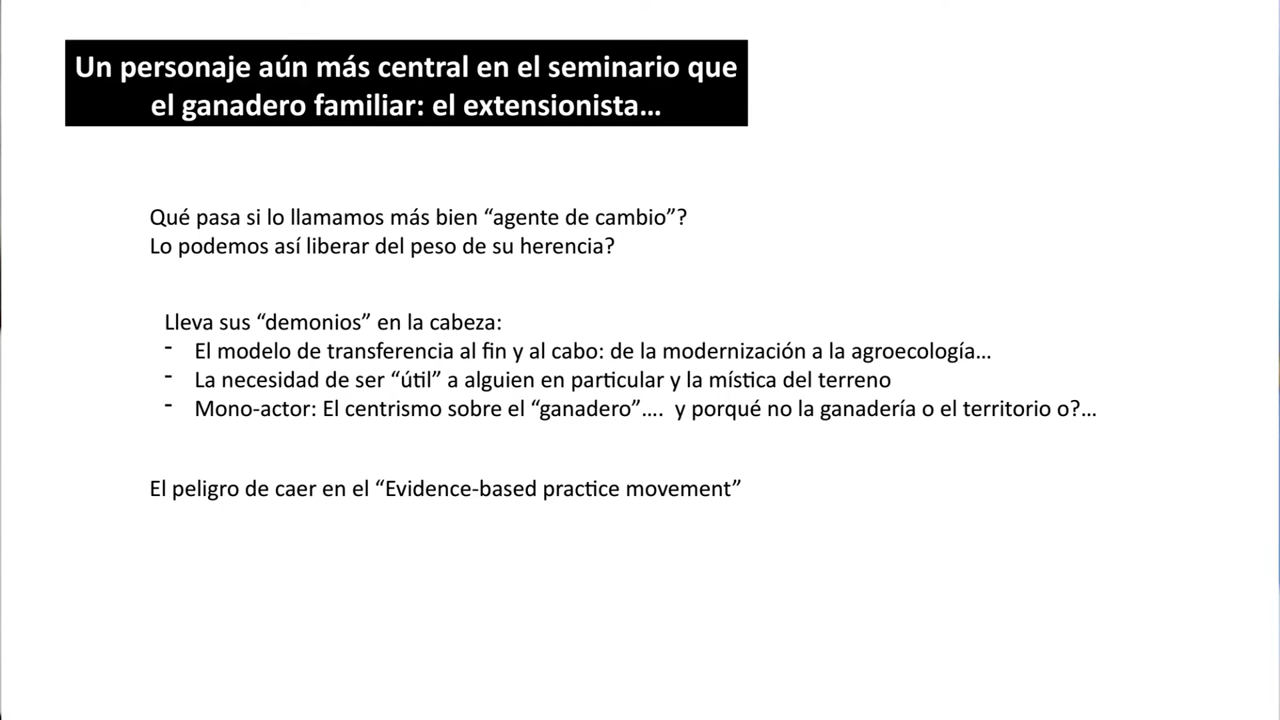 Un personaje aún más central en el seminario que
el ganadero familiar: el extensionista...
Qué pasa si lo llamamos más bien “agente de cambio”?
Lo podemos así liberar del peso de su herencia?
Lleva sus “demonios” en la cabeza:
- El modelo de transferencia al fin y al cabo: de la modernización a la agroecología...
- La necesidad de ser “útil” a alguien en particular y la mística del terreno
- Mono-actor: El centrismo sobre el “ganadero”.... y porqué no la ganadería o el territorio o?...
El peligro de caer en el “Evidence-based practice movement”